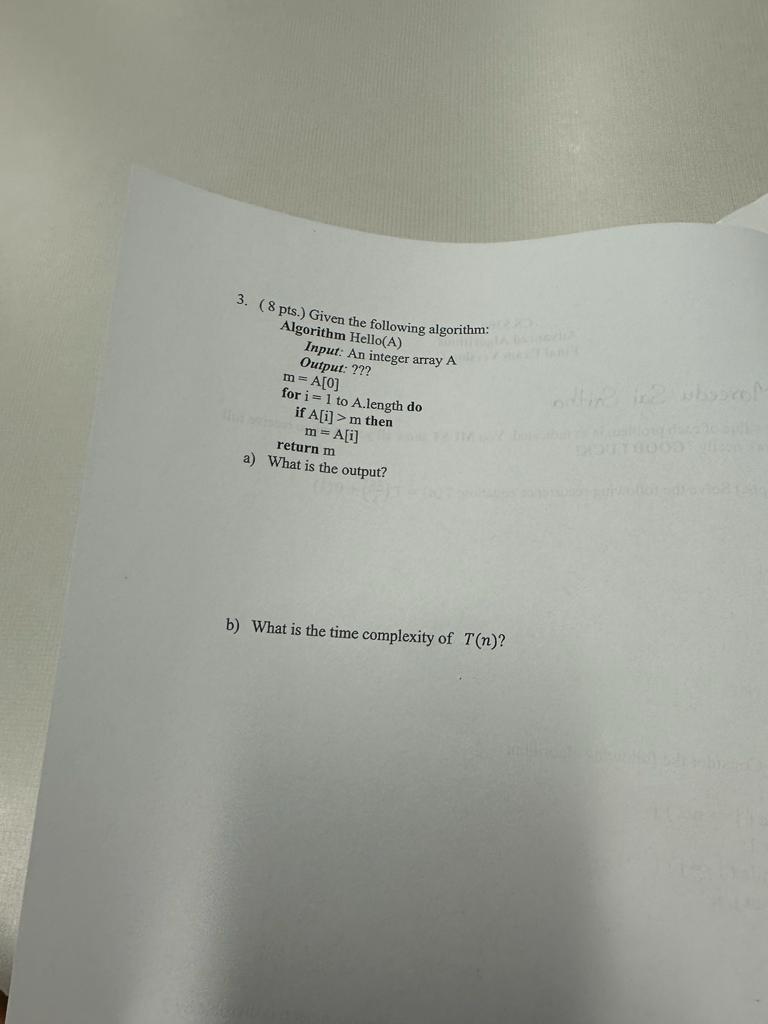 3. ( 8 pts.) Given the following algorithm:
Algorithm Hello(A)
Input: An integer array A
Output: ???
m = A[0]
for i = 1 to A.length do
if A[i] > m then
m = A[i]
return m
a) What is the output?
b) What is the time complexity of T(n)?